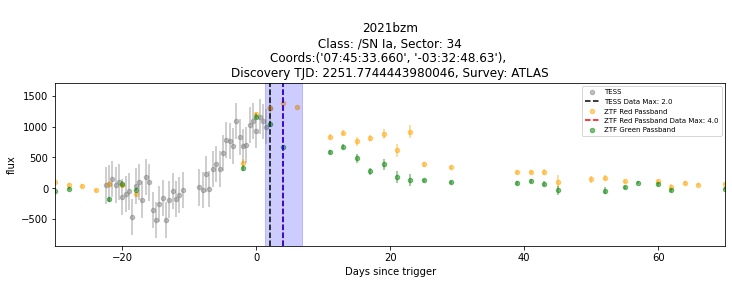 2021bzm
Class: /SN Ia, Sector: 34
Coords:('07:45:33.660', '-03:32:48.63'),
Discovery TJD: 2251.7744443980046, Survey: ATLAS
1500
1000
500
0
−500
flux
−20
0
20
40
60
Days since trigger
TESS
TESS Data Max: 2.0
ZTF Red Passband
ZTF Red Passband Data Max: 4.0
ZTF Green Passband